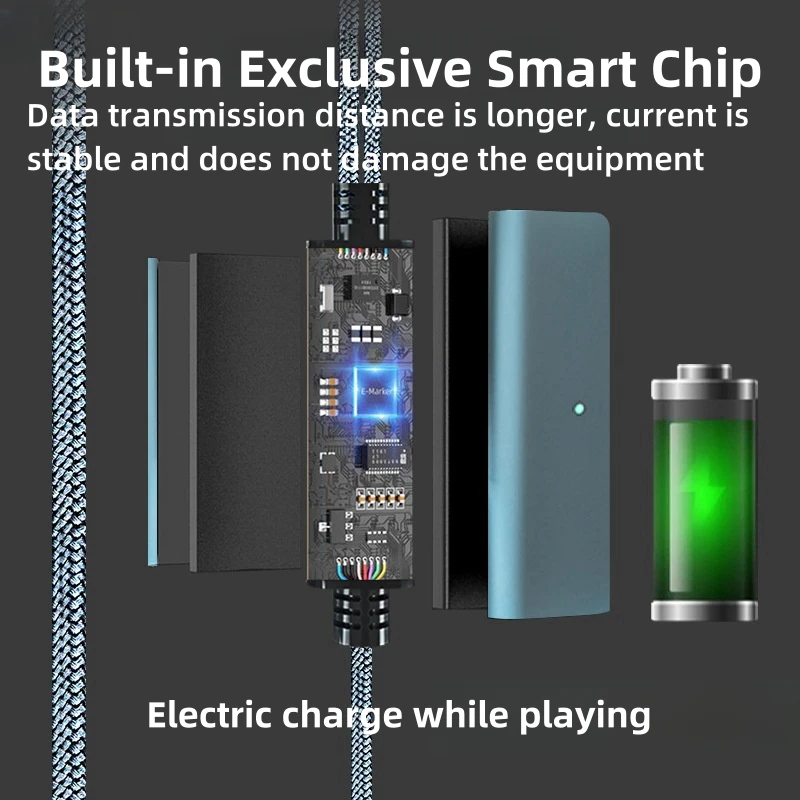 Built-in Exclusive Smart Chip
Data transmission distance is longer, current is
stable and does not damage the equipment
E-Marker
Electric charge while playing